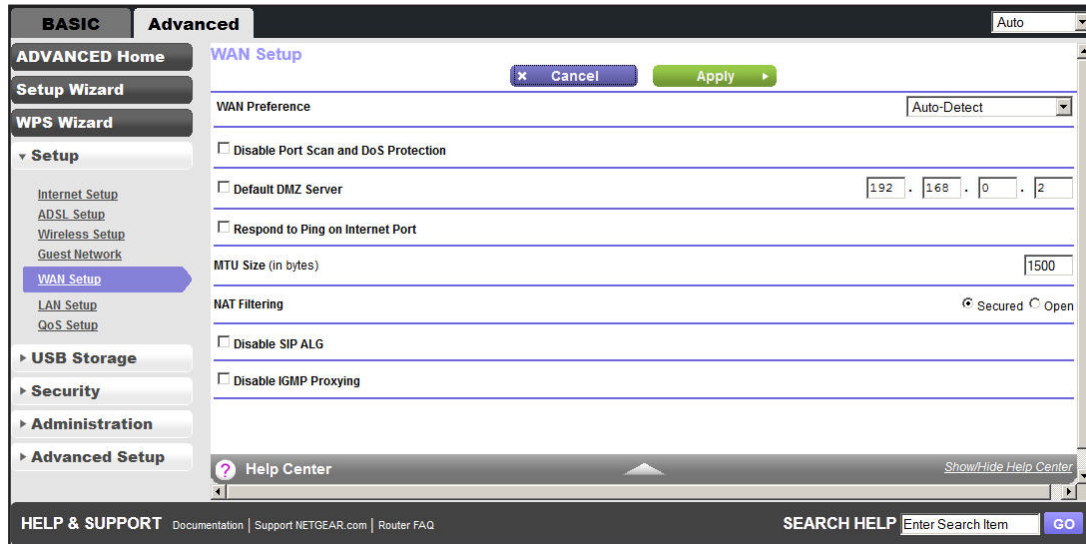 BASIC Advanced Auto
ADVANCED Home
Setup Wizard
WPS Wizard
Setup
Internet Setup
ADSL Setup
Wireless Setup
Guest Network
WAN Setup
LAN Setup
QoS Setup
USB Storage
Security
Administration
Advanced Setup
WAN Setup
x Cancel Apply
WAN Preference Auto-Detect
Disable Port Scan and DoS Protection
Default DMZ Server 192 . 168 . 0 . 2
Respond to Ping on Internet Port
MTU Size (in bytes) 1500
NAT Filtering Secured Open
Disable SIP ALG
Disable IGMP Proxying
? Help Center Show/Hide Help Center
HELP & SUPPORT Documentation | Support NETGEAR.com | Router FAQ SEARCH HELP Enter Search Item GO